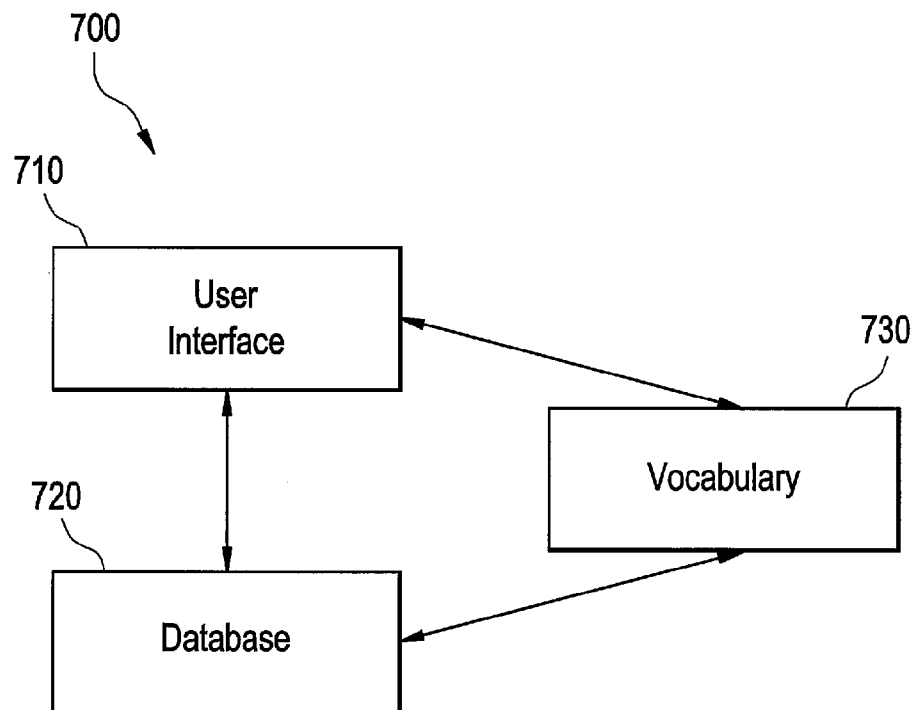 700
710
User
Interface
730
Vocabulary
720
Database